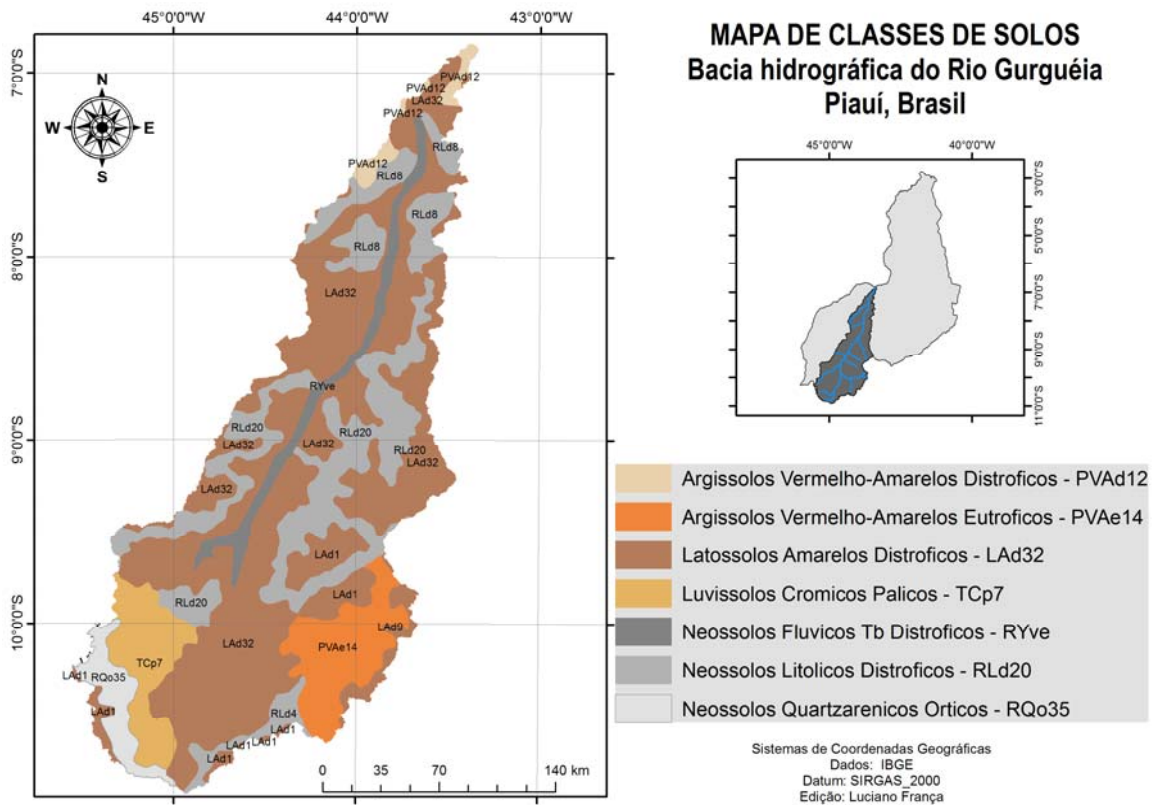 MAPA DE CLASSES DE SOLOS
Bacia hidrográfica do Rio Gurguéia
Piauí, Brasil
45°0'0"W 44°0'0"W 43°0'0"W
7°0'0"S
8°0'0"S
9°0'0"S
10°0'0"S
N
W E
S
PVAd12
PVAd12
LAd32
PVAd12
PVAd12
RLd8
RLd8
RLd8
RLd8
LAd32
RYve
RLd20
LAd32
RLd20
LAd32
RLd20
LAd32
LAd32
LAd1
LAd1
RLd20
LAd9
LAd32
PVAe14
TCp7
LAd1
RQo35
LAd1
RLd4
LAd1
LAd1
LAd1
LAd1
0 35 70 140 km
45°0'0"W 40°0'0"W
3°0'0"S
5°0'0"S
7°0'0"S
9°0'0"S
11°0'0"S
Argissolos Vermelho-Amarelos Distroficos - PVAd12
Argissolos Vermelho-Amarelos Eutroficos - PVAe14
Latossolos Amarelos Distroficos - LAd32
Luvissolos Cromicos Palicos - TCp7
Neossolos Fluvicos Tb Distroficos - RYve
Neossolos Litolicos Distroficos - RLd20
Neossolos Quartzarenicos Orticos - RQo35
Sistemas de Coordenadas Geográficas
Dados: IBGE
Datum: SIRGAS_2000
Edição: Luciano França